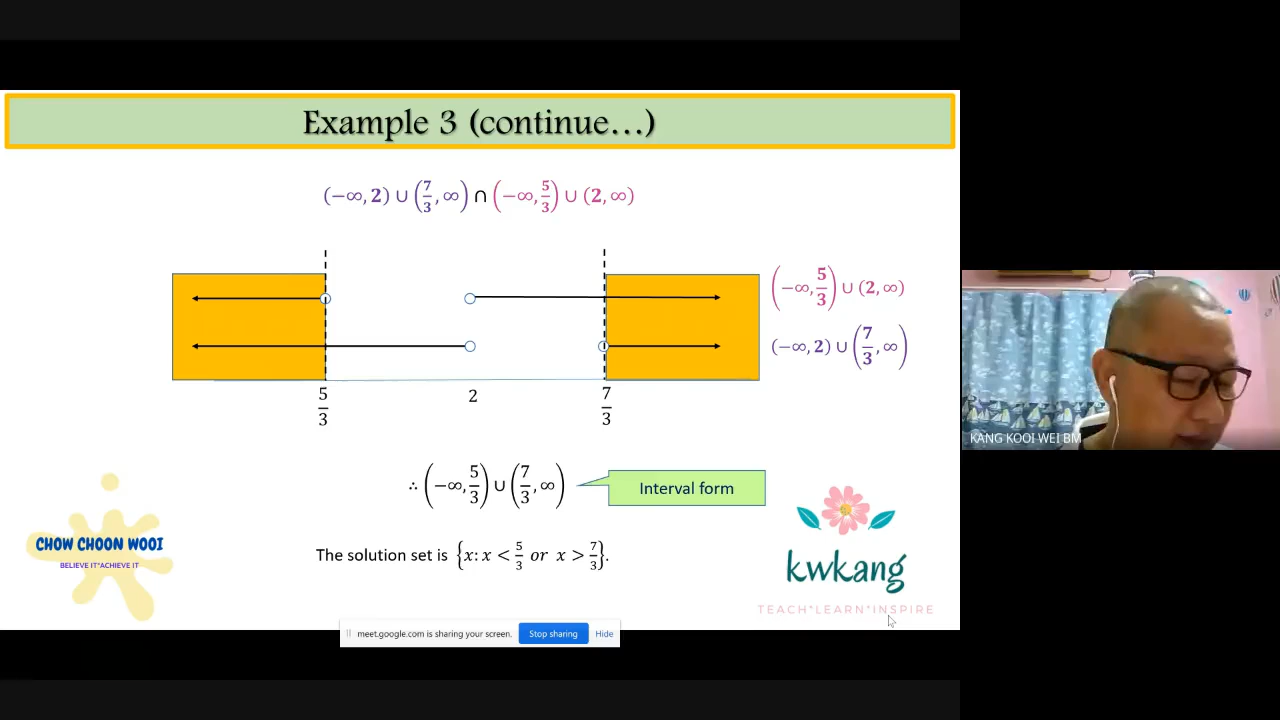 Example 3 (continue…)
(−∞, 2) ∪ (7/3, ∞) ∩ (−∞, 5/3) ∪ (2, ∞)
(−∞, 5/3) ∪ (2, ∞)
(−∞, 2) ∪ (7/3, ∞)
5/3 2 7/3
∴ (−∞, 5/3) ∪ (7/3, ∞)
Interval form
The solution set is {x: x < 5/3 or x > 7/3}.
CHOW CHOON WOOI
BELIEVE IT*ACHIEVE IT
kwkang
TEACH*LEARN*INSPIRE
KANG KOOI WEI BM
meet.google.com is sharing your screen. Stop sharing Hide